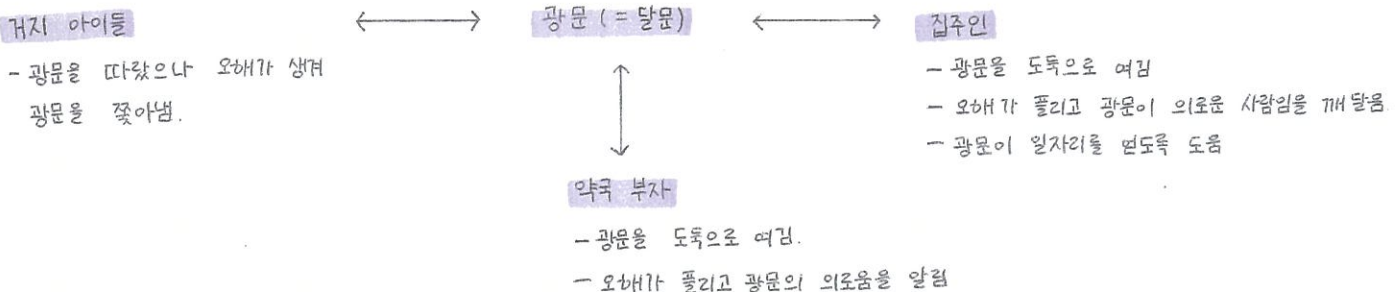 거지 아이들
- 광문을 따랐으나 오해가 생겨
광문을 쫓아냄.
광문 (= 달문)
집주인
- 광문을 도둑으로 여김
- 오해가 풀리고 광문이 의로운 사람임을 깨달음
- 광문이 일자리를 얻도록 도움
약국 부자
- 광문을 도둑으로 여김.
- 오해가 풀리고 광문의 의로움을 알림